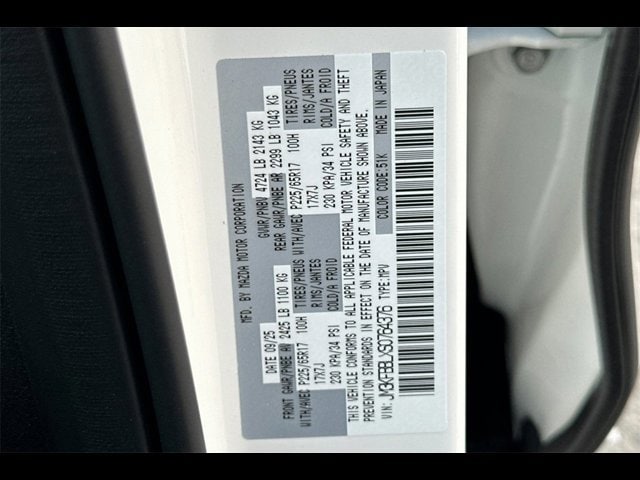 MFD. BY MAZDA MOTOR CORPORATION
DATE 09/25 GVWR/PNBV 4724 LB 2143 KG
FRONT GAWR/PNBE AV 2425 LB 1100 KG REAR GAWR/PNBE AR 2299 LB 1043 KG
WITH/AVEC P225/65R17 100H TIRES/PNEUS WITH/AVEC P225/65R17 100H TIRES/PNEUS
17X7J RIMS/JANTES 17X7J RIMS/JANTES
230 KPA/34 PSI COLD/A FROID 230 KPA/34 PSI COLD/A FROID
THIS VEHICLE CONFORMS TO ALL APPLICABLE FEDERAL MOTOR VEHICLE SAFETY AND THEFT
PREVENTION STANDARDS IN EFFECT ON THE DATE OF MANUFACTURE SHOWN ABOVE.
VIN: JM3KFBBLXS0764376 TYPE:MPV COLOR CODE:51K MADE IN JAPAN